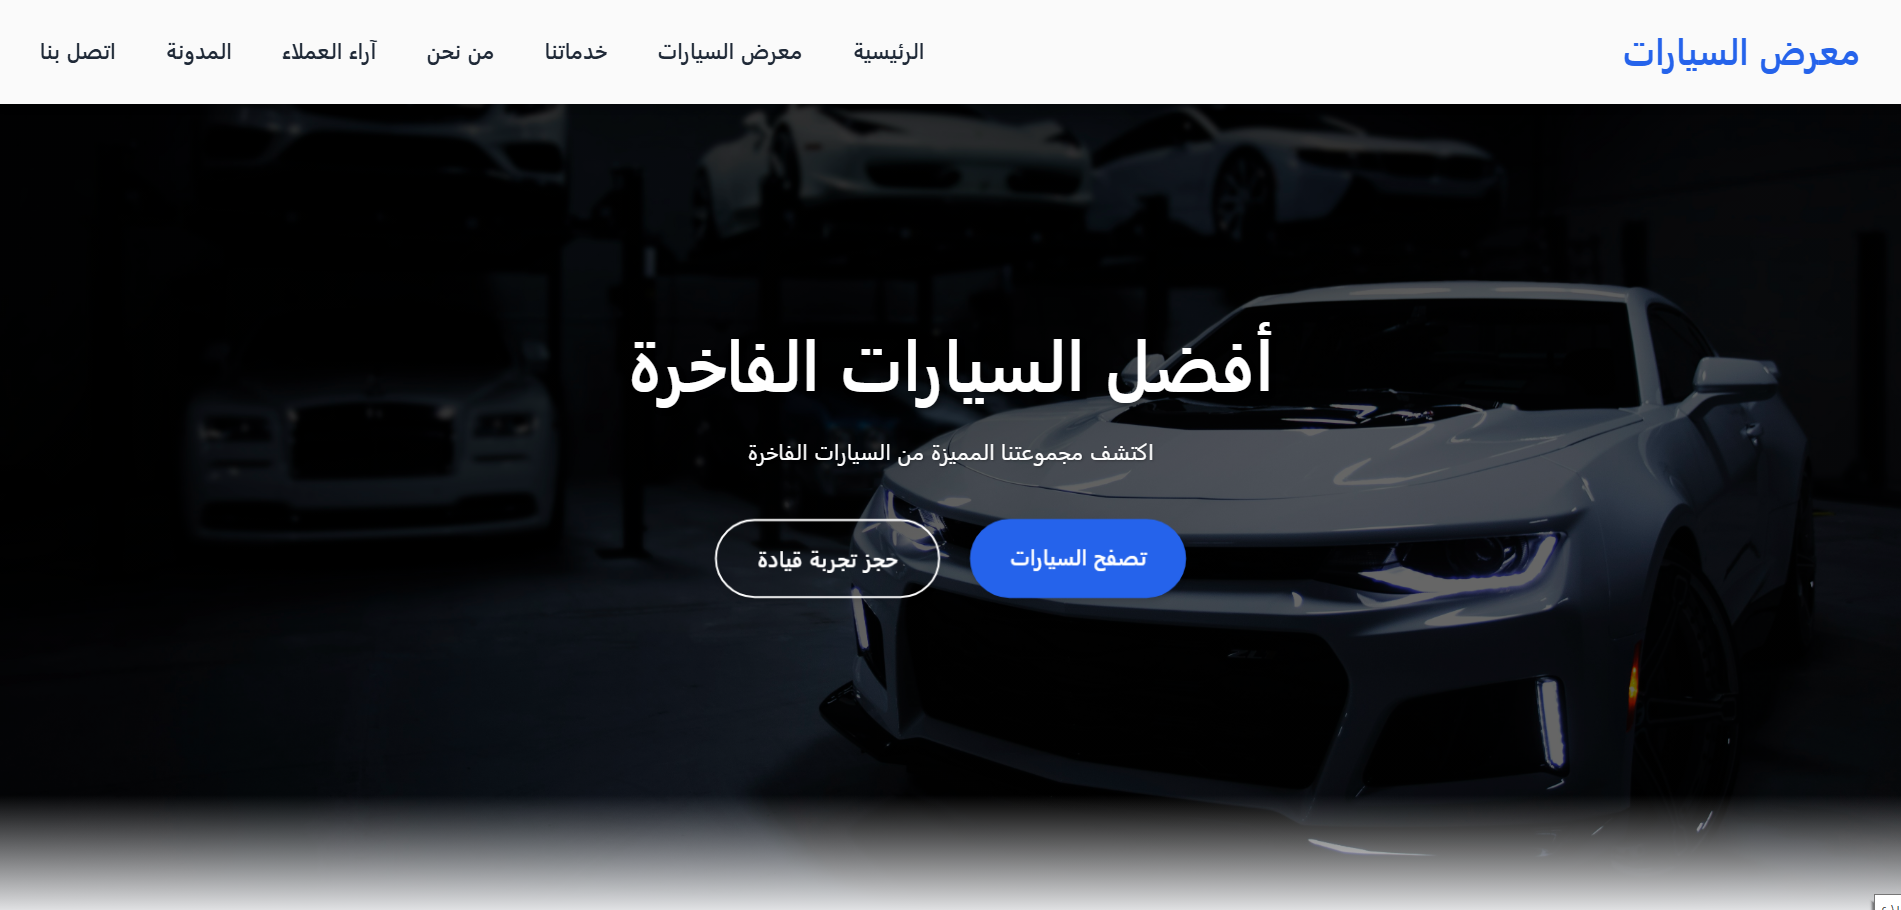 معرض السيارات
الرئيسية
معرض السيارات
خدماتنا
من نحن
آراء العملاء
المدونة
اتصل بنا
أفضل السيارات الفاخرة
اكتشف مجموعتنا المميزة من السيارات الفاخرة
تصفح السيارات
حجز تجربة قيادة